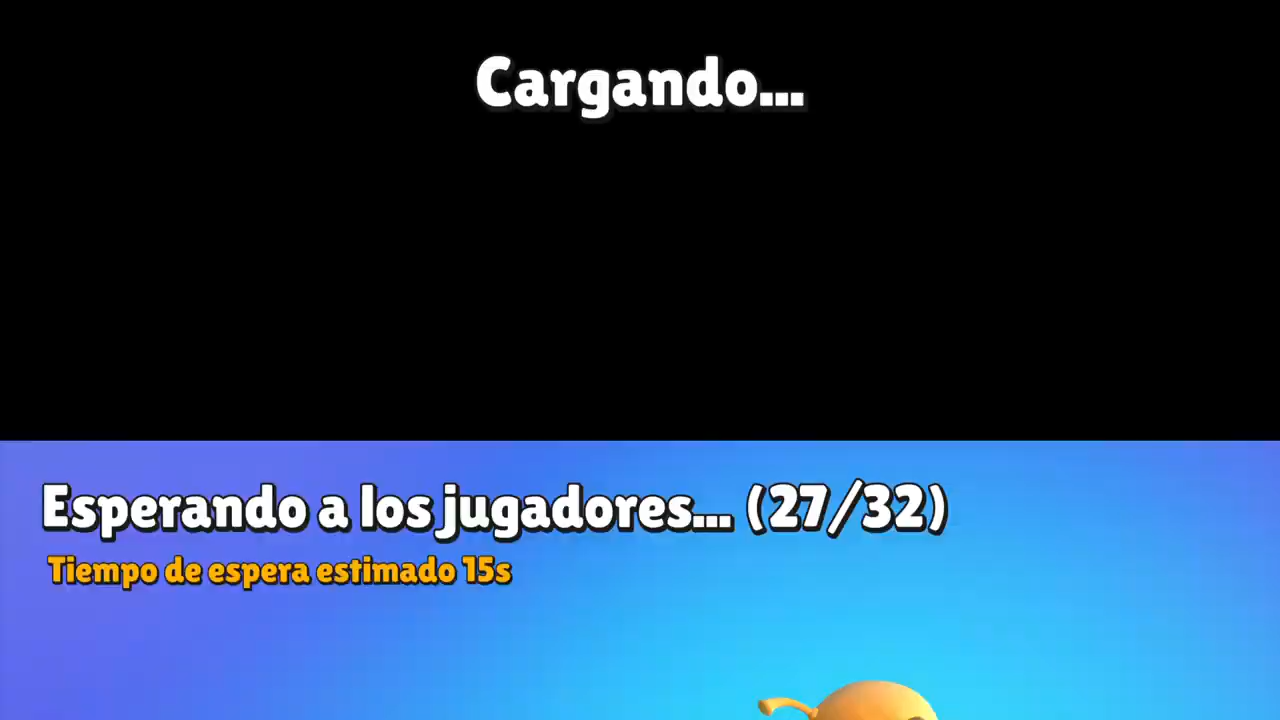 Cargando...
Esperando a los jugadores... (27/32)
Tiempo de espera estimado 15s